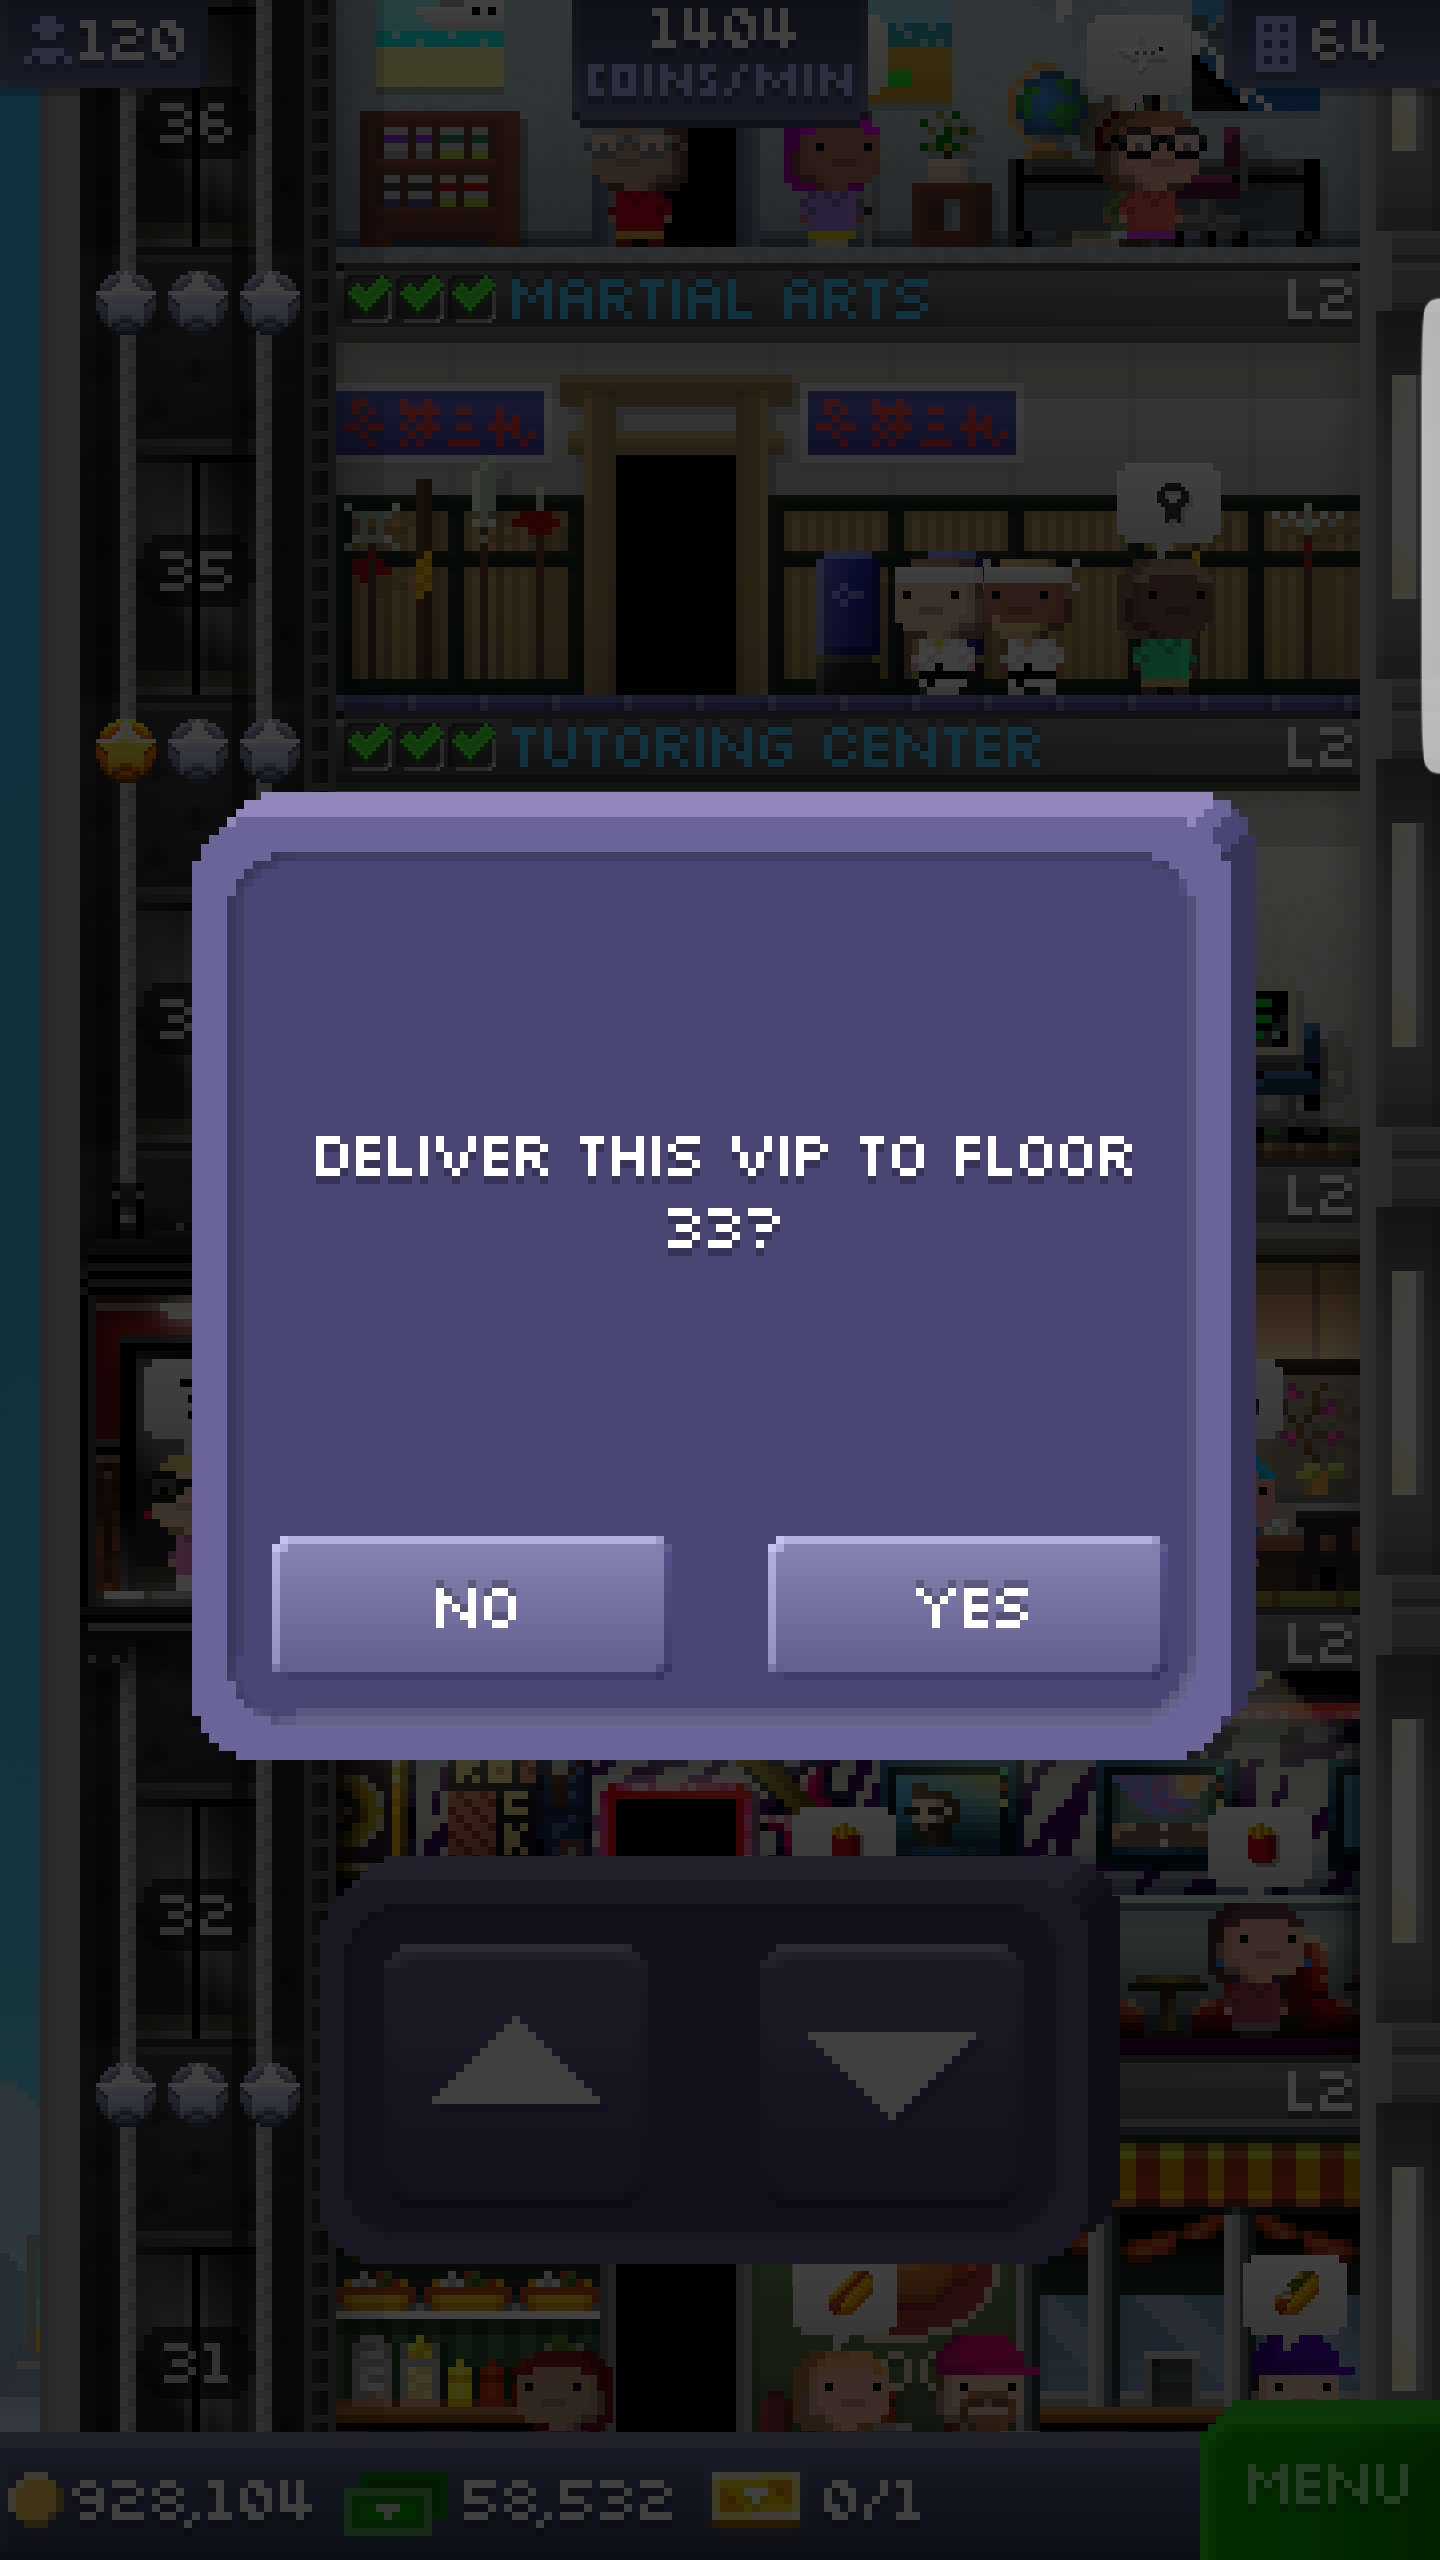 120
1404
COINS/MIN
64
36
MARTIAL ARTS
L2
35
TUTORING CENTER
L2
L2
DELIVER THIS VIP TO FLOOR
33?
NO
YES
L2
32
L2
31
928,104
58,532
0/1
MENU